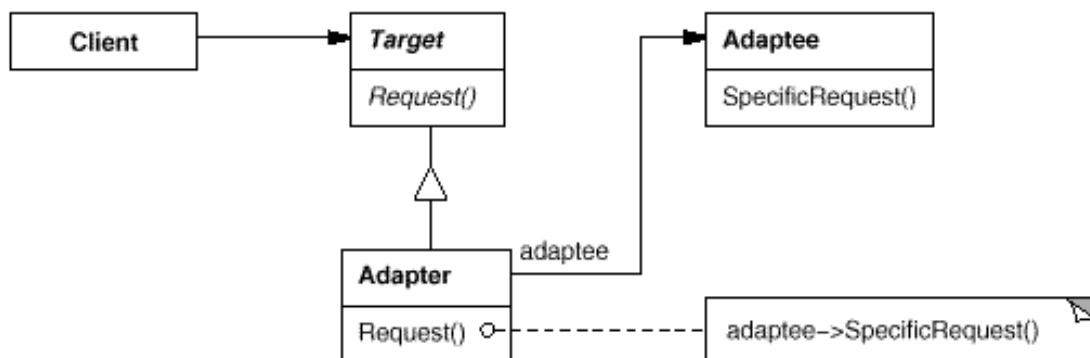 Client
Target
Request()
Adaptee
SpecificRequest()
adaptee
Adapter
Request()
adaptee->SpecificRequest()